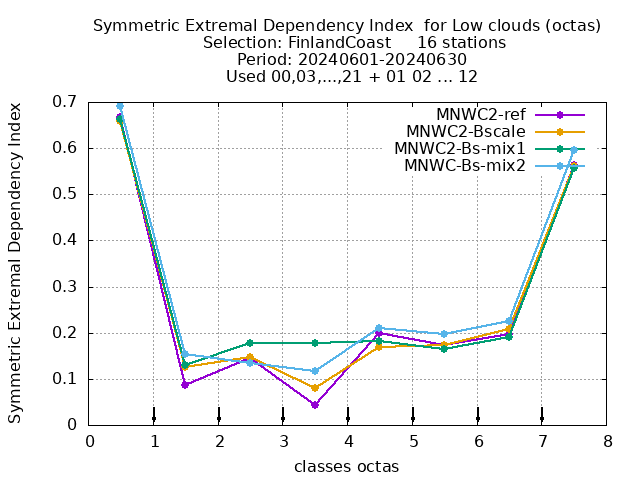 Symmetric Extremal Dependency Index  for Low clouds (octas)
Selection: FinlandCoast     16 stations
Period: 20240601-20240630
Used 00,03,...,21 + 01 02 ... 12
Symmetric Extremal Dependency Index
0.7
0.6
0.5
0.4
0.3
0.2
0.1
0
MNWC2-ref
MNWC2-Bscale
MNWC2-Bs-mix1
MNWC-Bs-mix2
0 1 2 3 4 5 6 7 8
classes octas